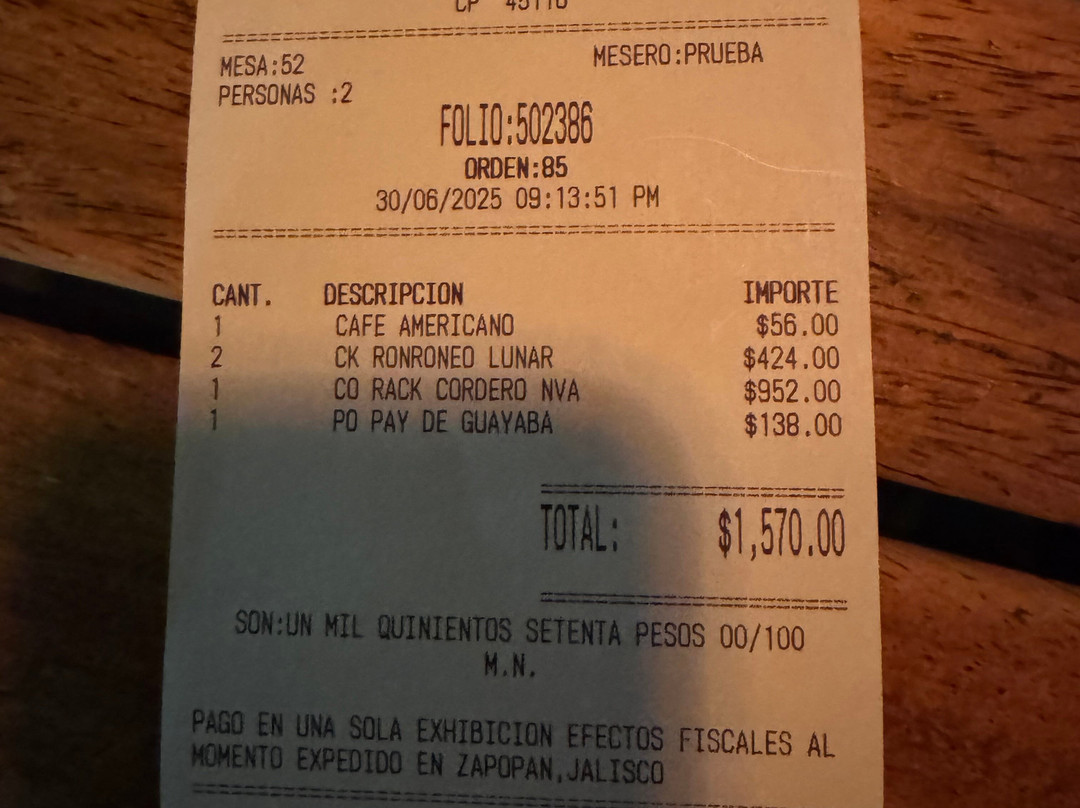 CP 45116
MESA:52 MESERO:PRUEBA
PERSONAS :2
FOLIO:502386
ORDEN:85
30/06/2025 09:13:51 PM
CANT. DESCRIPCION IMPORTE
1 CAFE AMERICANO $56.00
2 CK RONRONEO LUNAR $424.00
1 CO RACK CORDERO NVA $952.00
1 PO PAY DE GUAYABA $138.00
TOTAL: $1,570.00
SON:UN MIL QUINIENTOS SETENTA PESOS 00/100
M.N.
PAGO EN UNA SOLA EXHIBICION EFECTOS FISCALES AL
MOMENTO EXPEDIDO EN ZAPOPAN,JALISCO